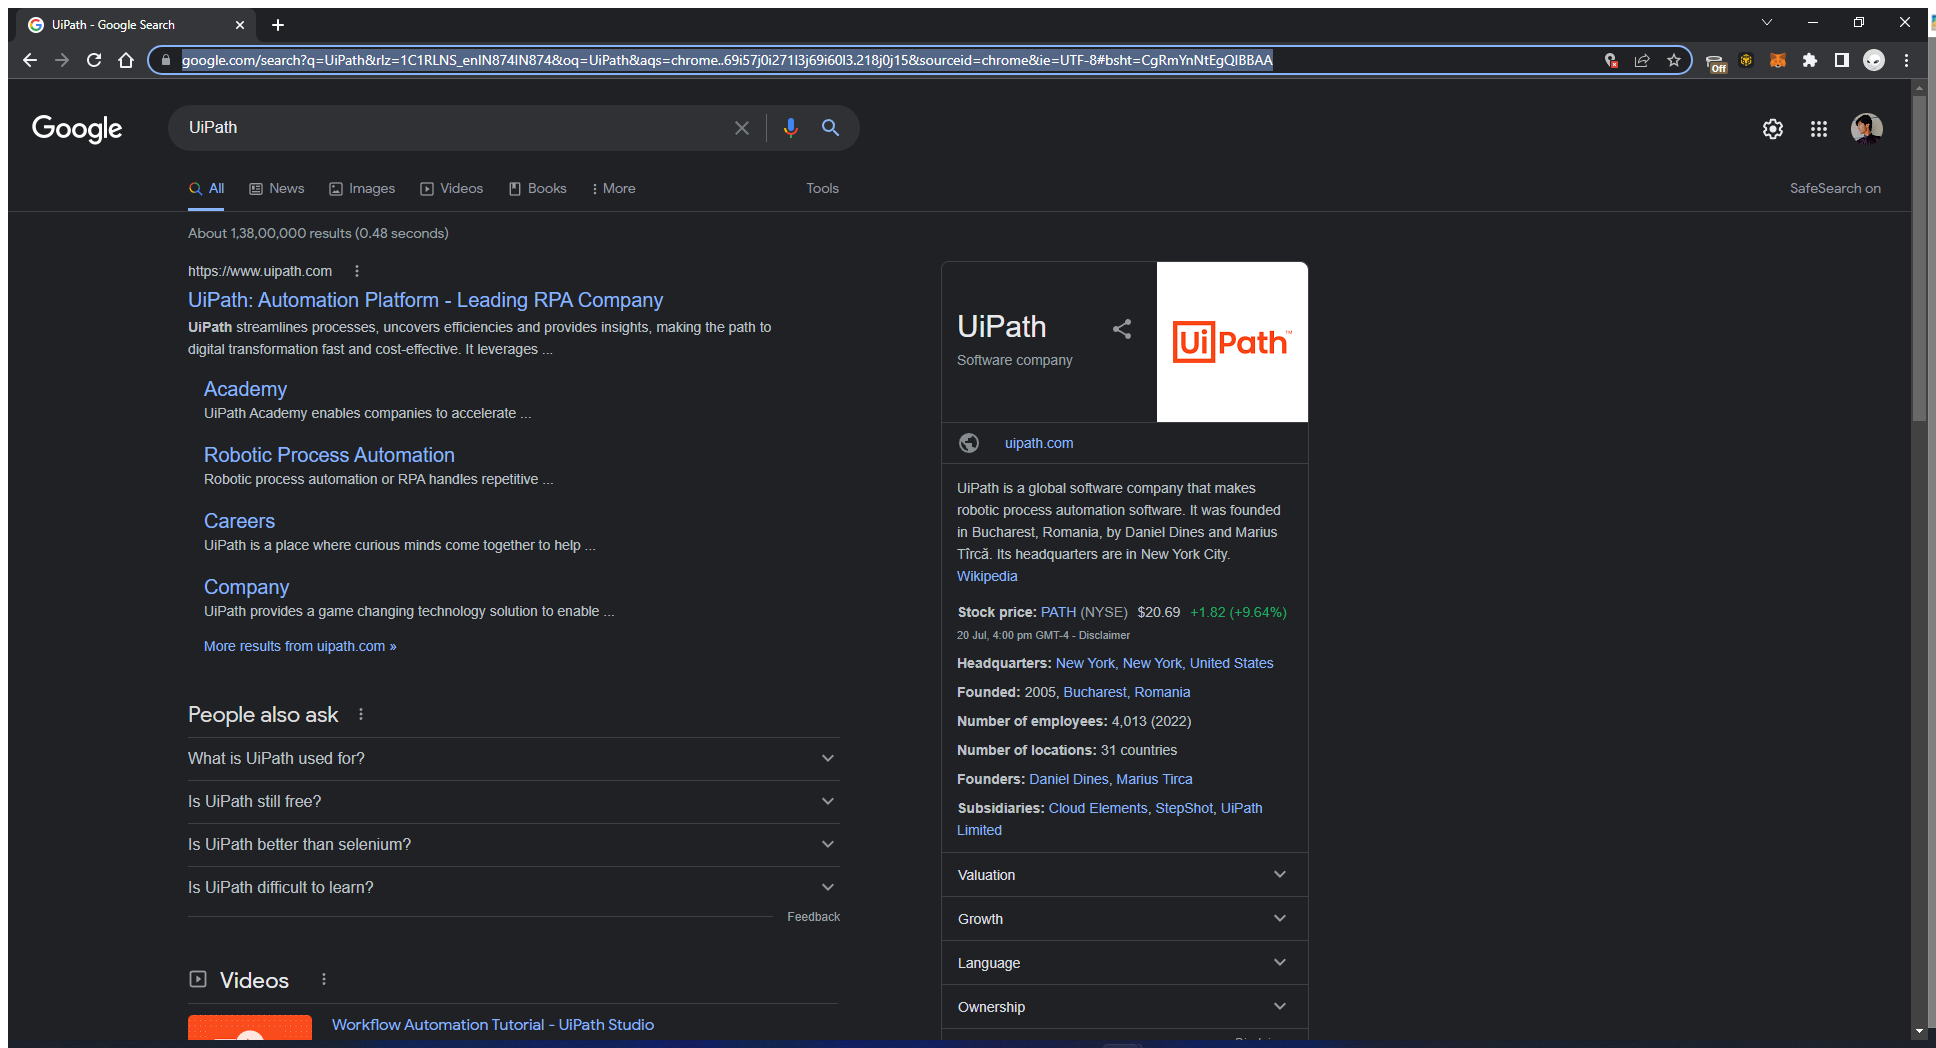 UiPath - Google Search
google.com/search?q=UiPath&rlz=1C1RLNS_enIN874IN874&oq=UiPath&aqs=chrome..69i57j0i271l3j69i60l3.218j0j15&sourceid=chrome&ie=UTF-8#bsht=CgRmYnNtEgQIBBAA
Off
Google
UiPath
All News Images Videos Books More Tools SafeSearch on
About 1,38,00,000 results (0.48 seconds)
https://www.uipath.com
UiPath: Automation Platform - Leading RPA Company
UiPath streamlines processes, uncovers efficiencies and provides insights, making the path to
digital transformation fast and cost-effective. It leverages ...
Academy
UiPath Academy enables companies to accelerate ...
Robotic Process Automation
Robotic process automation or RPA handles repetitive ...
Careers
UiPath is a place where curious minds come together to help ...
Company
UiPath provides a game changing technology solution to enable ...
More results from uipath.com »
People also ask
What is UiPath used for?
Is UiPath still free?
Is UiPath better than selenium?
Is UiPath difficult to learn?
Feedback
Videos
Workflow Automation Tutorial - UiPath Studio
UiPath
Software company
UiPath™
uipath.com
UiPath is a global software company that makes
robotic process automation software. It was founded
in Bucharest, Romania, by Daniel Dines and Marius
Tîrcă. Its headquarters are in New York City.
Wikipedia
Stock price: PATH (NYSE) $20.69 +1.82 (+9.64%)
20 Jul, 4:00 pm GMT-4 - Disclaimer
Headquarters: New York, New York, United States
Founded: 2005, Bucharest, Romania
Number of employees: 4,013 (2022)
Number of locations: 31 countries
Founders: Daniel Dines, Marius Tirca
Subsidiaries: Cloud Elements, StepShot, UiPath
Limited
Valuation
Growth
Language
Ownership